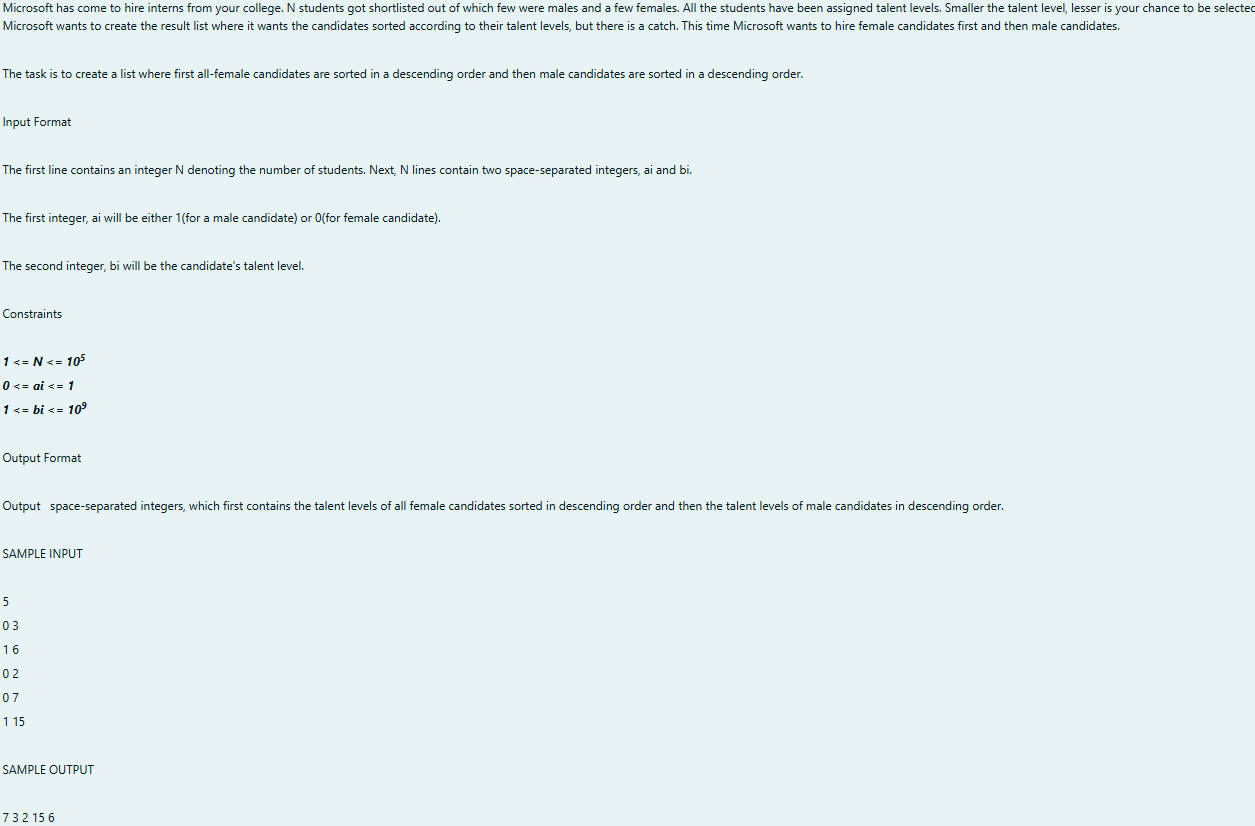 Microsoft has come to hire interns from your college. N students got shortlisted out of which few were males and a few females. All the students have been assigned talent levels. Smaller the talent level, lesser is your chance to be selected
Microsoft wants to create the result list where it wants the candidates sorted according to their talent levels, but there is a catch. This time Microsoft wants to hire female candidates first and then male candidates.
The task is to create a list where first all-female candidates are sorted in a descending order and then male candidates are sorted in a descending order.
Input Format
The first line contains an integer N denoting the number of students. Next, N lines contain two space-separated integers, ai and bi.
The first integer, ai will be either 1(for a male candidate) or 0(for female candidate).
The second integer, bi will be the candidate's talent level.
Constraints
1 <= N <= 10⁵
0 <= ai <= 1
1 <= bi <= 10⁹
Output Format
Output space-separated integers, which first contains the talent levels of all female candidates sorted in descending order and then the talent levels of male candidates in descending order.
SAMPLE INPUT
5
0 3
1 6
0 2
0 7
1 15
SAMPLE OUTPUT
7 3 2 15 6